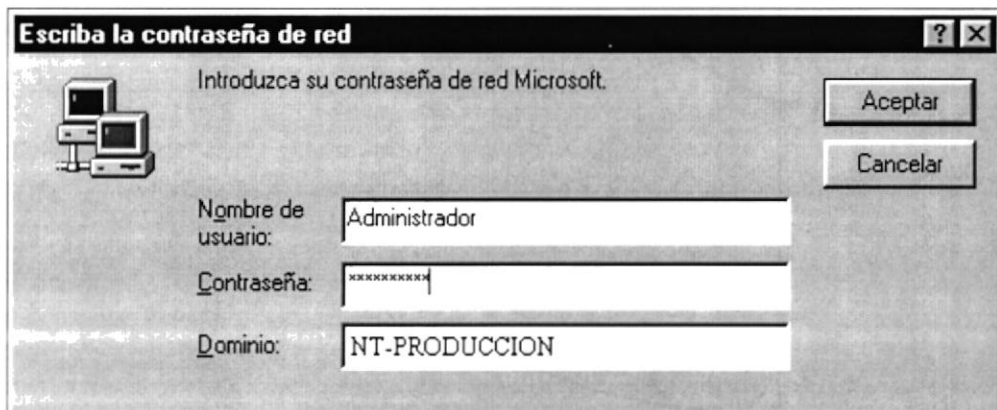 Escriba la contraseña de red
Introduzca su contraseña de red Microsoft.
Aceptar
Cancelar
Nombre de
usuario:
Administrador
Contraseña:
××××××××××
Dominio:
NT-PRODUCCION